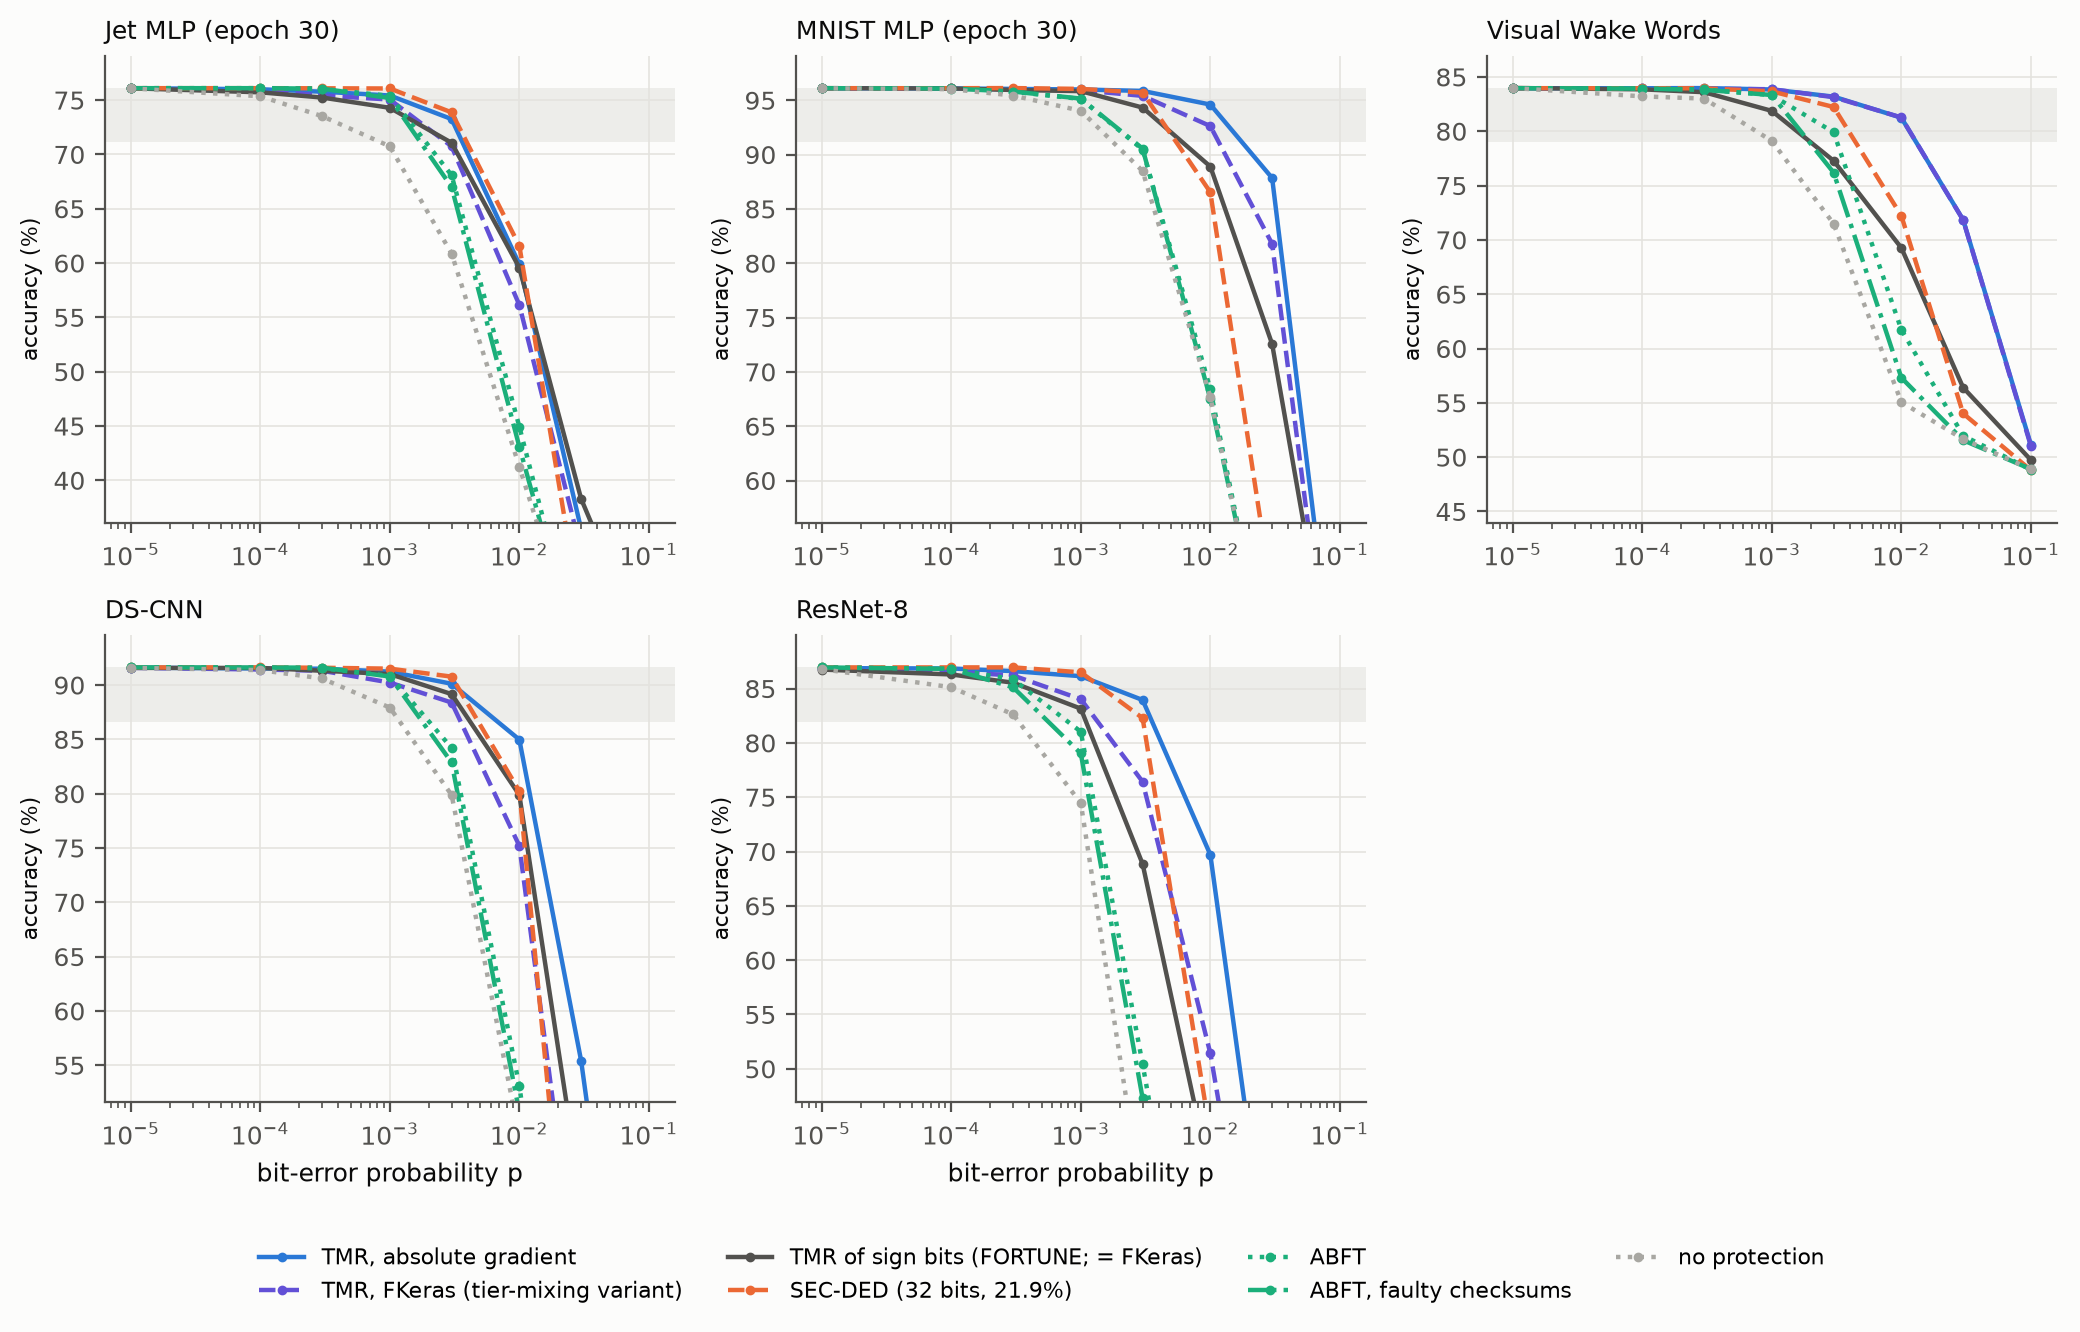 Jet MLP (epoch 30)
accuracy (%)
75
70
65
60
55
50
45
40
10⁻⁵ 10⁻⁴ 10⁻³ 10⁻² 10⁻¹
MNIST MLP (epoch 30)
accuracy (%)
95
90
85
80
75
70
65
60
10⁻⁵ 10⁻⁴ 10⁻³ 10⁻² 10⁻¹
Visual Wake Words
accuracy (%)
85
80
75
70
65
60
55
50
45
10⁻⁵ 10⁻⁴ 10⁻³ 10⁻² 10⁻¹
DS-CNN
accuracy (%)
90
85
80
75
70
65
60
55
10⁻⁵ 10⁻⁴ 10⁻³ 10⁻² 10⁻¹
bit-error probability p
ResNet-8
accuracy (%)
85
80
75
70
65
60
55
50
10⁻⁵ 10⁻⁴ 10⁻³ 10⁻² 10⁻¹
bit-error probability p
TMR, absolute gradient
TMR, FKeras (tier-mixing variant)
TMR of sign bits (FORTUNE; = FKeras)
SEC-DED (32 bits, 21.9%)
ABFT
ABFT, faulty checksums
no protection